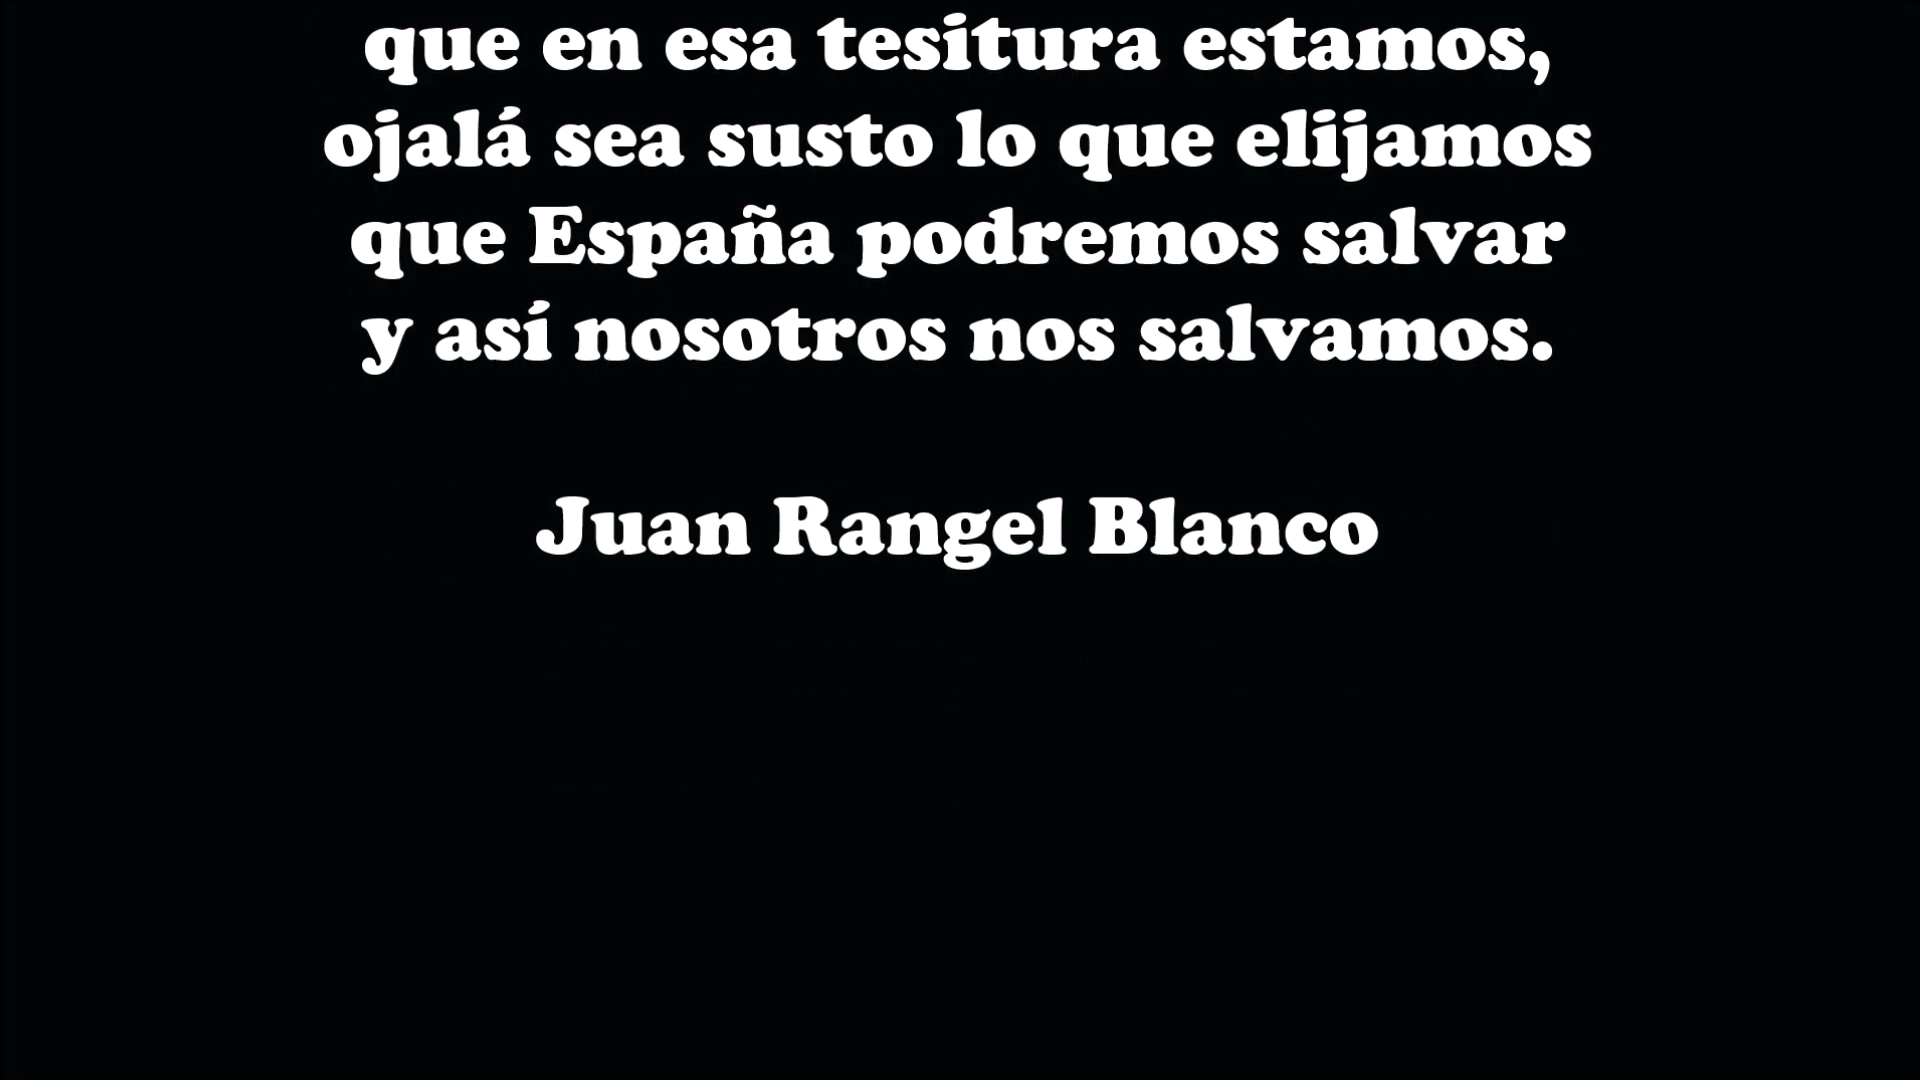 que en esa tesitura estamos,
ojalá sea susto lo que elijamos
que España podremos salvar
y así nosotros nos salvamos.
Juan Rangel Blanco